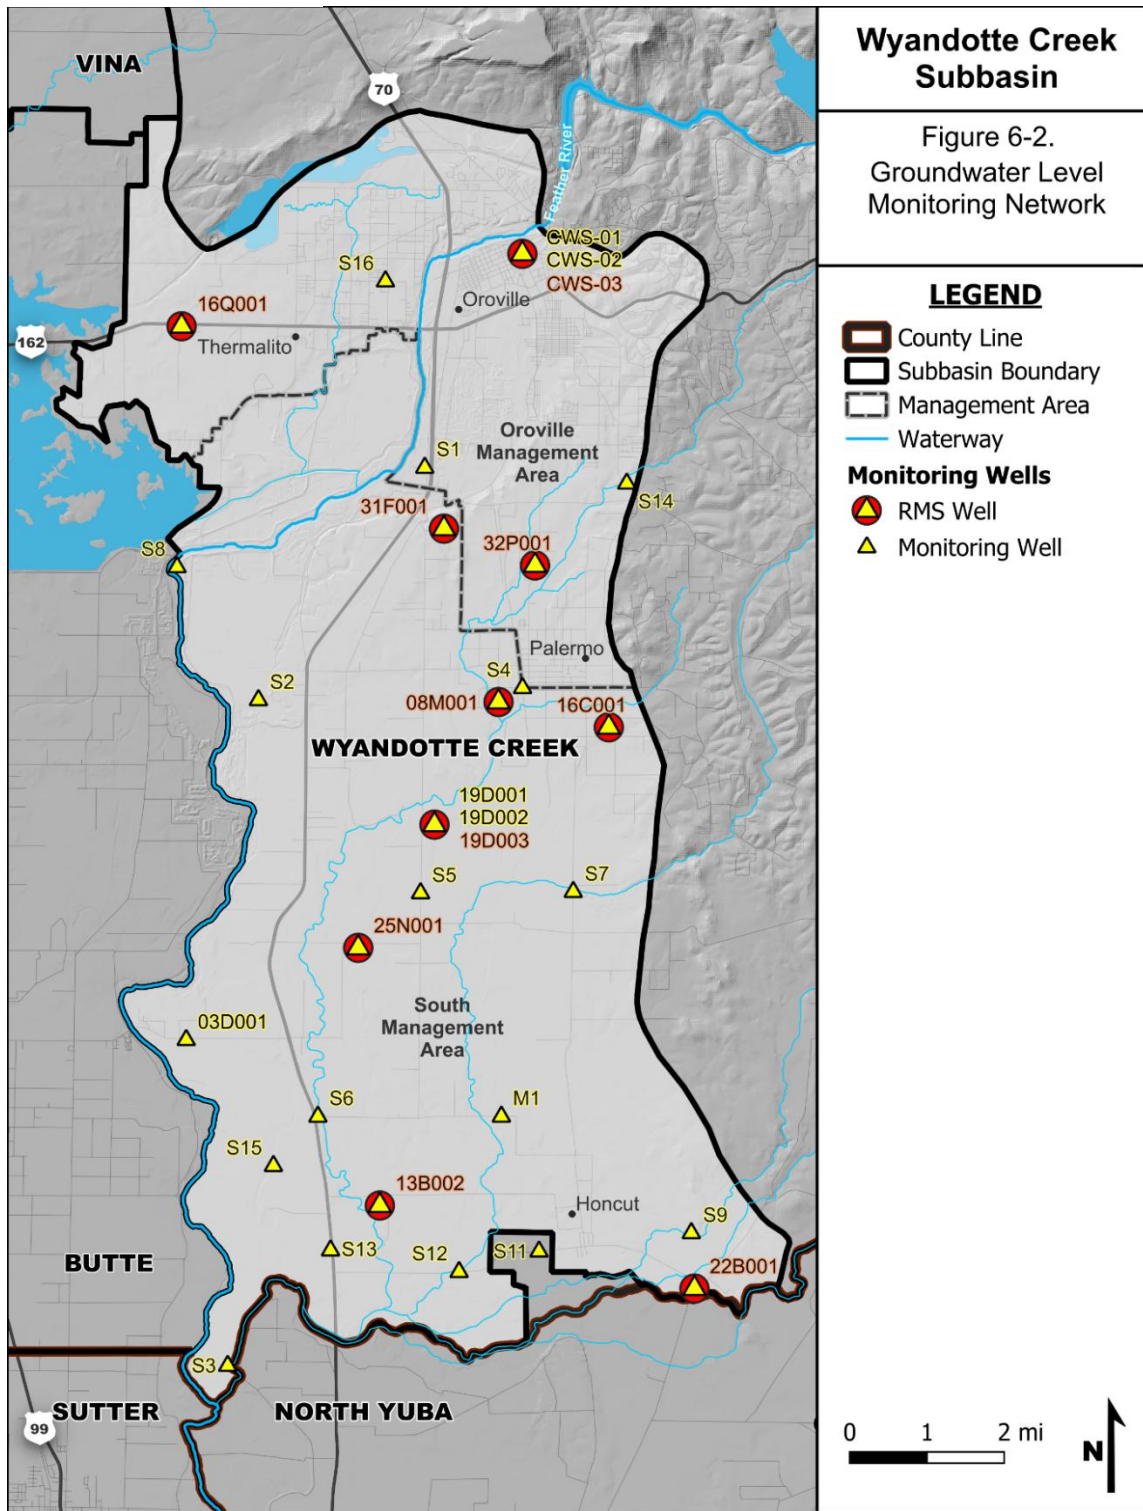 Wyandotte Creek
Subbasin
Figure 6-2.
Groundwater Level
Monitoring Network
LEGEND
County Line
Subbasin Boundary
Management Area
Waterway
Monitoring Wells
RMS Well
Monitoring Well
0 1 2 mi
N
VINA
70
Feather River
CWS-01
CWS-02
CWS-03
S16
16Q001
Oroville
162
Thermalito
Oroville
Management
Area
S1
S14
31F001
32P001
S8
Palermo
S4
S2
08M001
16C001
WYANDOTTE CREEK
19D001
19D002
19D003
S5
S7
25N001
South
Management
Area
03D001
S6
M1
S15
13B002
Honcut
S9
S13
S12
S11
22B001
BUTTE
S3
SUTTER
NORTH YUBA
99